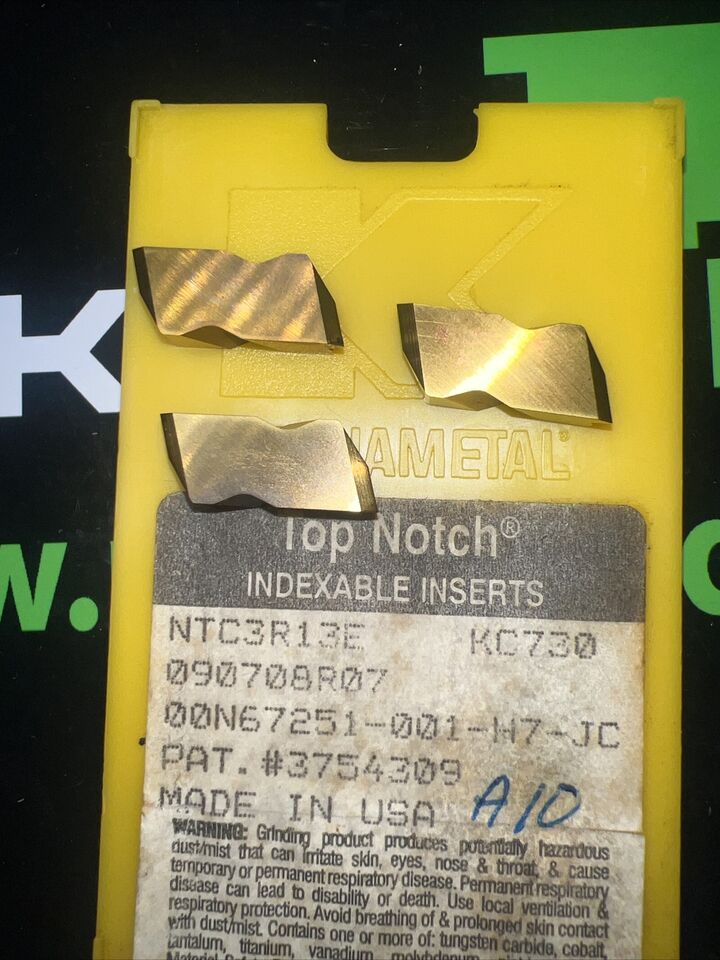 K
NAMETAL®
Top Notch®
INDEXABLE INSERTS
NTC3R13E KC730
090708R07
00N67251-001-W7-JC
PAT.#3754309
MADE IN USA A10
WARNING: Grinding product produces potentially hazardous
dust/mist that can irritate skin, eyes, nose & throat, & cause
temporary or permanent respiratory disease. Permanent respiratory
disease can lead to disability or death. Use local ventilation &
respiratory protection. Avoid breathing of & prolonged skin contact
with dust/mist. Contains one or more of: tungsten carbide, cobalt,
tantalum, titanium, vanadium, molybdenum,
w.